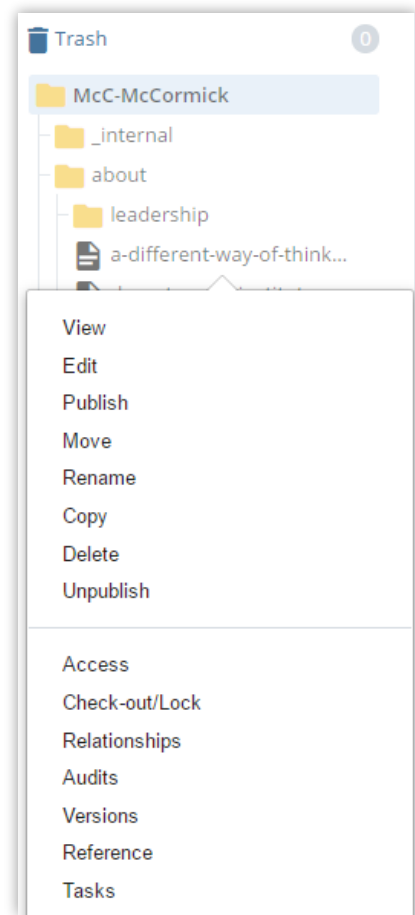 Trash
0
McC-McCormick
_internal
about
leadership
a-different-way-of-think...
View
Edit
Publish
Move
Rename
Copy
Delete
Unpublish
Access
Check-out/Lock
Relationships
Audits
Versions
Reference
Tasks